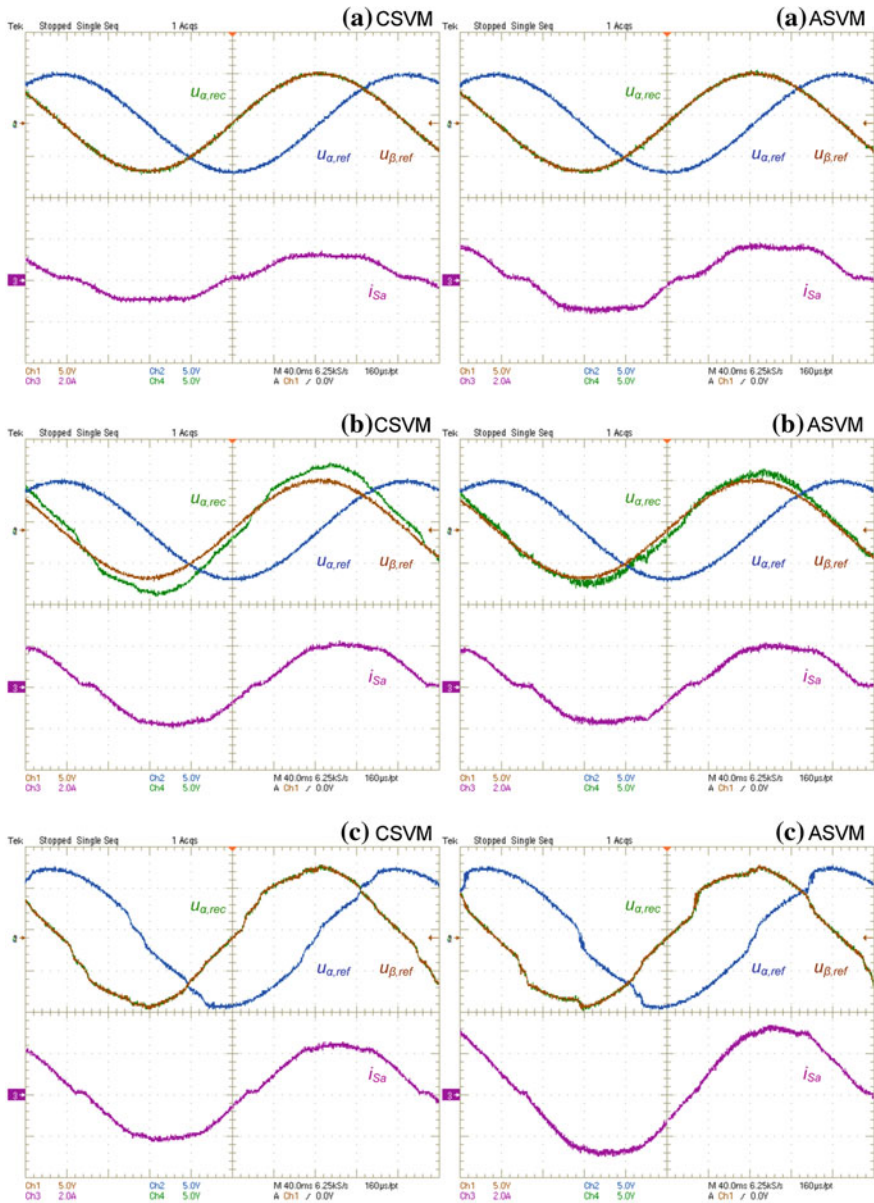 (a) CSVM
Tek Stopped Single Seq 1 Acqs
uα,rec
uα,ref
uβ,ref
iSa
Ch1 5.0V Ch2 5.0V M 40.0ms 6.25kS/s 160µs/pt
Ch3 2.0A Ch4 5.0V A Ch1 / 0.0V
(a) ASVM
Tek Stopped Single Seq 1 Acqs
uα,rec
uα,ref
uβ,ref
iSa
Ch1 5.0V Ch2 5.0V M 40.0ms 6.25kS/s 160µs/pt
Ch3 2.0A Ch4 5.0V A Ch1 / 0.0V
(b) CSVM
Tek Stopped Single Seq 1 Acqs
uα,rec
uα,ref
uβ,ref
iSa
Ch1 5.0V Ch2 5.0V M 40.0ms 6.25kS/s 160µs/pt
Ch3 2.0A Ch4 5.0V A Ch1 / 0.0V
(b) ASVM
Tek Stopped Single Seq 1 Acqs
uα,rec
uα,ref
uβ,ref
iSa
Ch1 5.0V Ch2 5.0V M 40.0ms 6.25kS/s 160µs/pt
Ch3 2.0A Ch4 5.0V A Ch1 / 0.0V
(c) CSVM
Tek Stopped Single Seq 1 Acqs
uα,rec
uα,ref
uβ,ref
iSa
Ch1 5.0V Ch2 5.0V M 40.0ms 6.25kS/s 160µs/pt
Ch3 2.0A Ch4 5.0V A Ch1 / 0.0V
(c) ASVM
Tek Stopped Single Seq 1 Acqs
uα,rec
uα,ref
uβ,ref
iSa
Ch1 5.0V Ch2 5.0V M 40.0ms 6.25kS/s 160µs/pt
Ch3 2.0A Ch4 5.0V A Ch1 / 0.0V